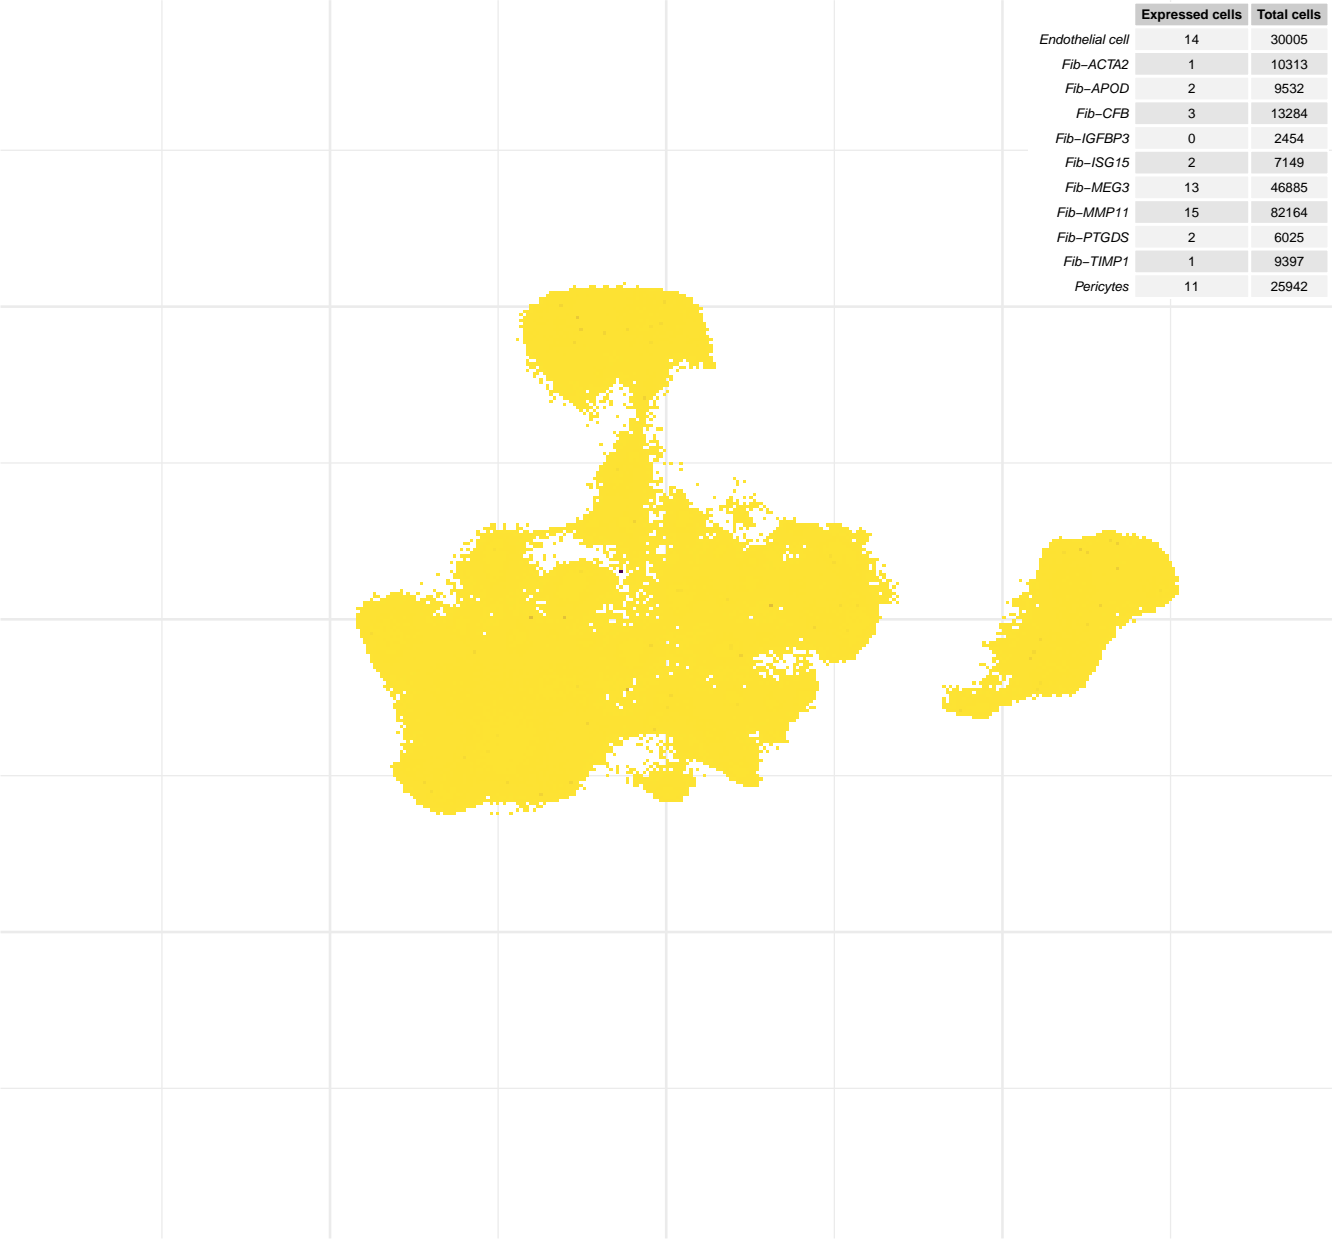 Expressed cells Total cells
Endothelial cell 14 30005
Fib−ACTA2 1 10313
Fib−APOD 2 9532
Fib−CFB 3 13284
Fib−IGFBP3 0 2454
Fib−ISG15 2 7149
Fib−MEG3 13 46885
Fib−MMP11 15 82164
Fib−PTGDS 2 6025
Fib−TIMP1 1 9397
Pericytes 11 25942